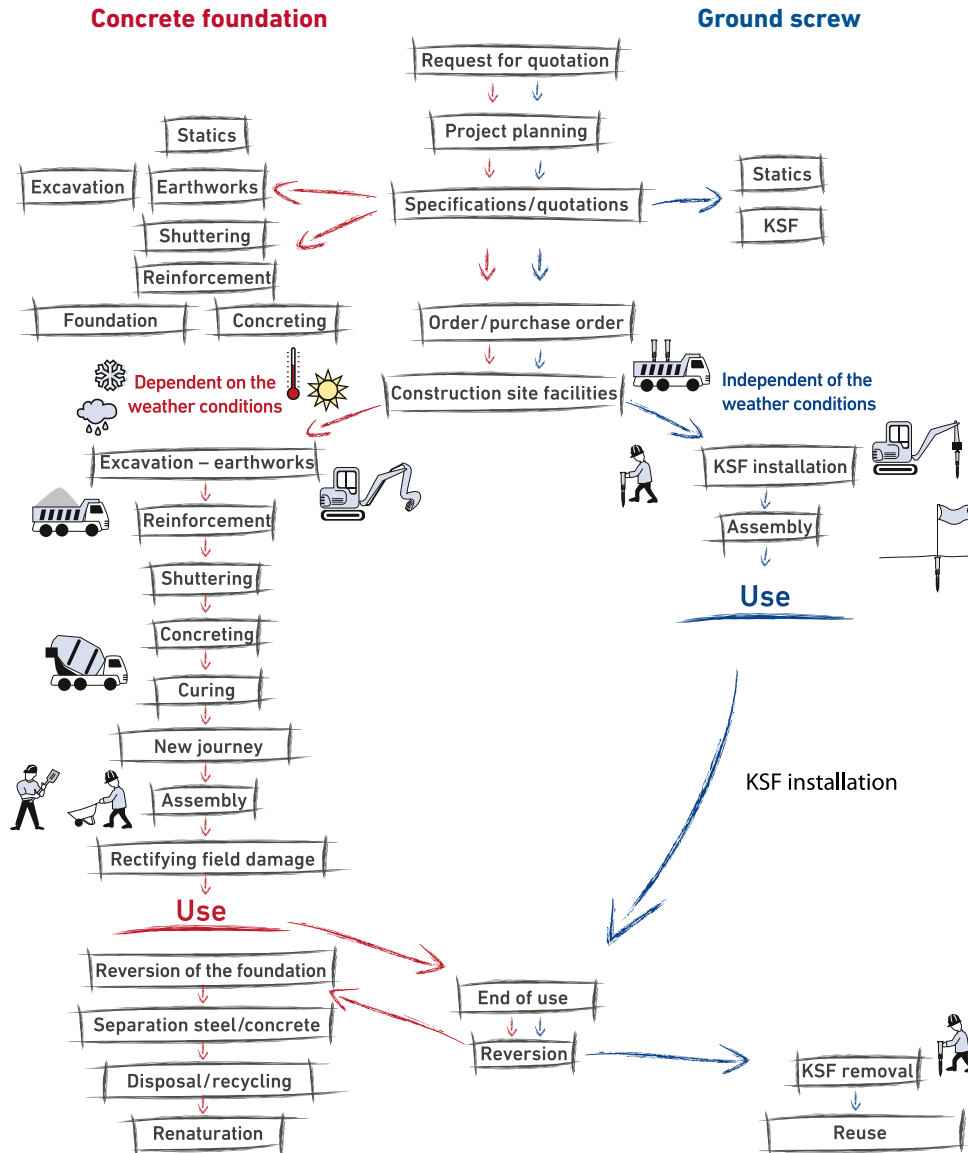 Concrete foundation
Ground screw
Request for quotation
Project planning
Statics
Excavation
Earthworks
Specifications/quotations
Statics
KSF
Shuttering
Reinforcement
Foundation
Concreting
Order/purchase order
Dependent on the
weather conditions
Construction site facilities
Independent of the
weather conditions
Excavation – earthworks
KSF installation
Reinforcement
Assembly
Shuttering
Use
Concreting
Curing
New journey
KSF installation
Assembly
Rectifying field damage
Use
Reversion of the foundation
End of use
Separation steel/concrete
Reversion
KSF removal
Disposal/recycling
Renaturation
Reuse